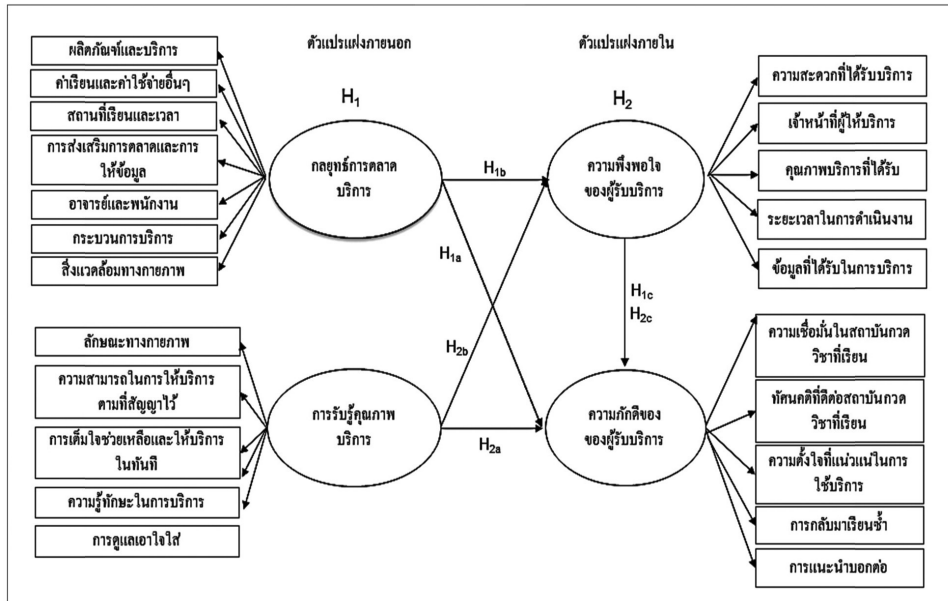 ตัวแปรแฝงภายนอก
ตัวแปรแฝงภายใน
ผลิตภัณฑ์และบริการ
ค่าเรียนและค่าใช้จ่ายอื่นๆ
สถานที่เรียนและเวลา
การส่งเสริมการตลาดและการ
ให้ข้อมูล
อาจารย์และพนักงาน
กระบวนการบริการ
สิ่งแวดล้อมทางกายภาพ
H1
กลยุทธ์การตลาด
บริการ
H1b
H1a
H2
ความพึงพอใจ
ของผู้รับบริการ
ความสะดวกที่ได้รับบริการ
เจ้าหน้าที่ผู้ให้บริการ
คุณภาพบริการที่ได้รับ
ระยะเวลาในการดำเนินงาน
ข้อมูลที่ได้รับในการบริการ
H1c
H2c
ลักษณะทางกายภาพ
ความสามารถในการให้บริการ
ตามที่สัญญาไว้
การเต็มใจช่วยเหลือและให้บริการ
ในทันที
ความรู้ทักษะในการบริการ
การดูแลเอาใจใส่
การรับรู้คุณภาพ
บริการ
H2b
H2a
ความภักดีของ
ของผู้รับบริการ
ความเชื่อมั่นในสถาบันกวด
วิชาที่เรียน
ทัศนคติที่ดีต่อสถาบันกวด
วิชาที่เรียน
ความตั้งใจที่แน่วแน่ในการ
ใช้บริการ
การกลับมาเรียนซ้ำ
การแนะนำบอกต่อ